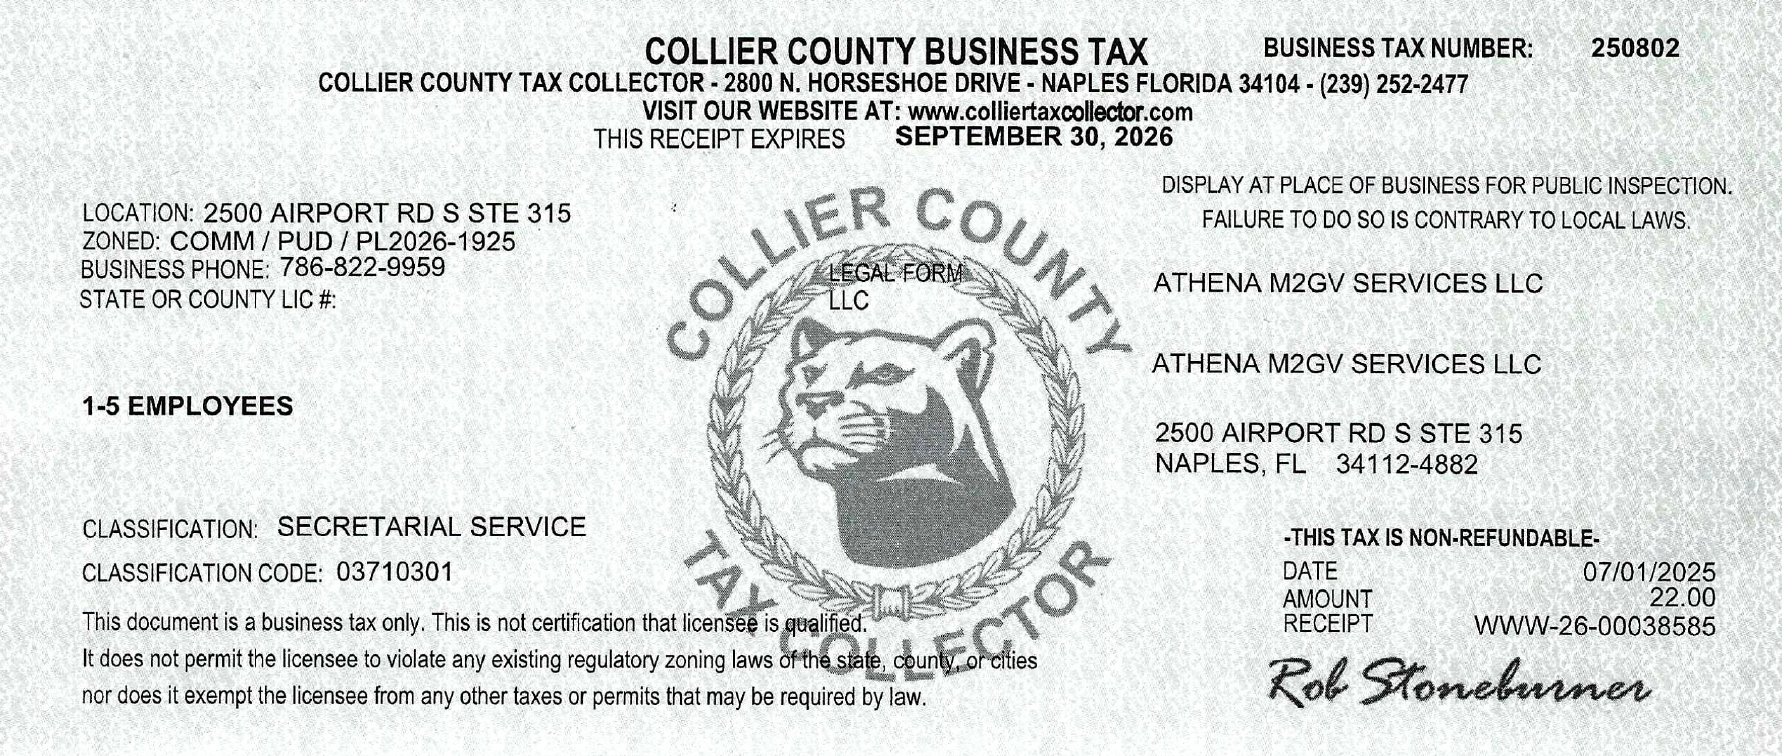 COLLIER COUNTY BUSINESS TAX
BUSINESS TAX NUMBER: 250802
COLLIER COUNTY TAX COLLECTOR - 2800 N. HORSESHOE DRIVE - NAPLES FLORIDA 34104 - (239) 252-2477
VISIT OUR WEBSITE AT: www.colliertaxcollector.com
THIS RECEIPT EXPIRES SEPTEMBER 30, 2026
DISPLAY AT PLACE OF BUSINESS FOR PUBLIC INSPECTION.
FAILURE TO DO SO IS CONTRARY TO LOCAL LAWS.
LOCATION: 2500 AIRPORT RD S STE 315
ZONED: COMM / PUD / PL2026-1925
BUSINESS PHONE: 786-822-9959
STATE OR COUNTY LIC #:
COLLIER COUNTY
LEGAL FORM
LLC
TAX COLLECTOR
ATHENA M2GV SERVICES LLC
ATHENA M2GV SERVICES LLC
2500 AIRPORT RD S STE 315
NAPLES, FL 34112-4882
1-5 EMPLOYEES
CLASSIFICATION: SECRETARIAL SERVICE
CLASSIFICATION CODE: 03710301
This document is a business tax only. This is not certification that licensee is qualified.
It does not permit the licensee to violate any existing regulatory zoning laws of the state, county, or cities
nor does it exempt the licensee from any other taxes or permits that may be required by law.
-THIS TAX IS NON-REFUNDABLE-
DATE 07/01/2025
AMOUNT 22.00
RECEIPT WWW-26-00038585
Rob Stoneburner